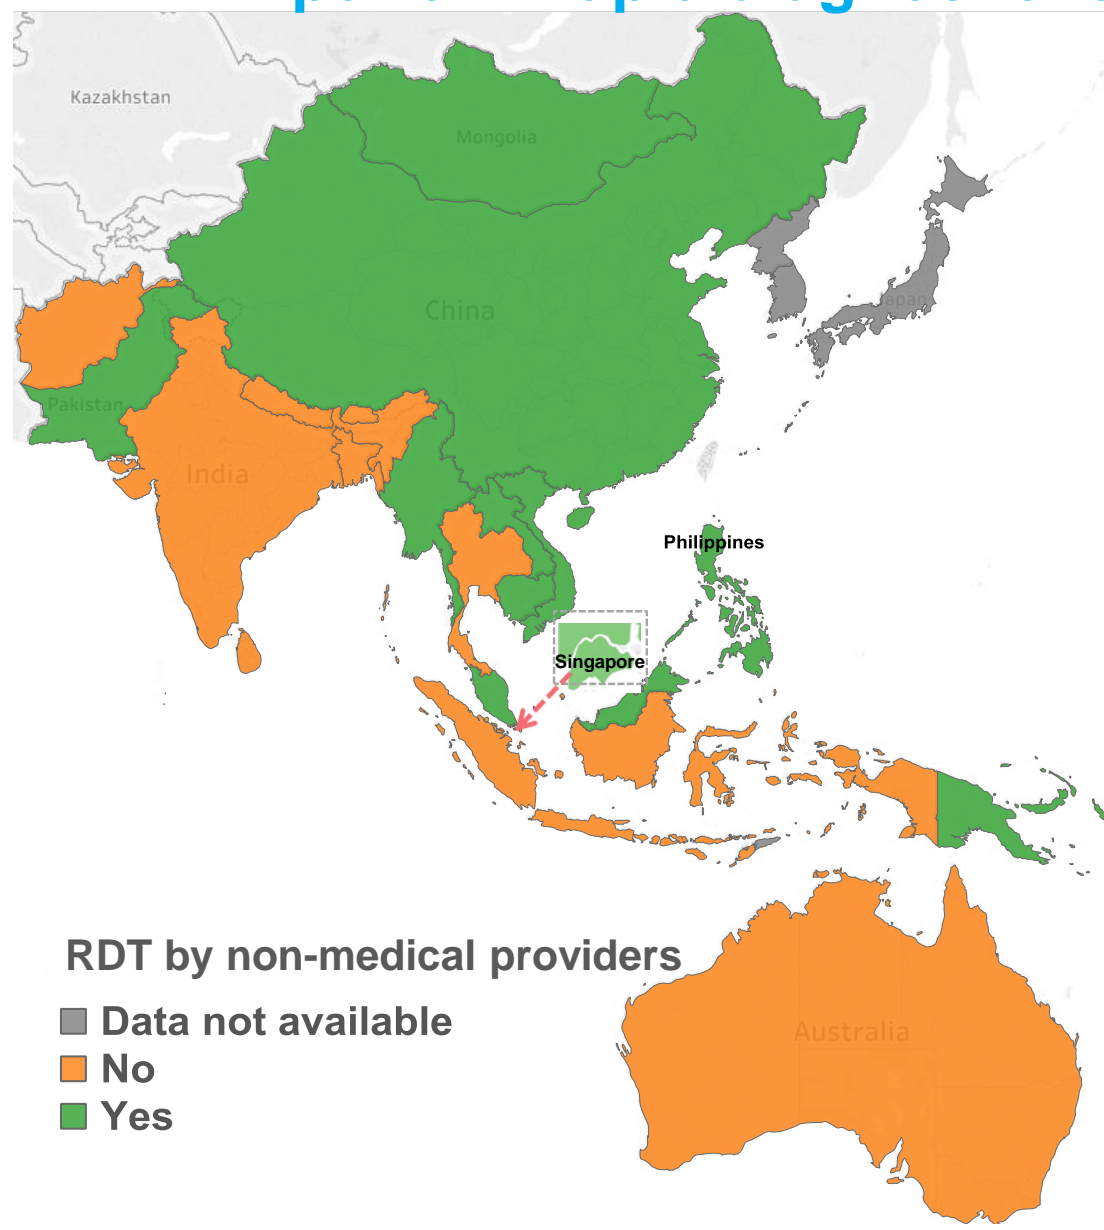 Kazakhstan
Mongolia
China
Japan
Pakistan
India
Philippines
Singapore
RDT by non-medical providers
Data not available
No
Yes
Australia